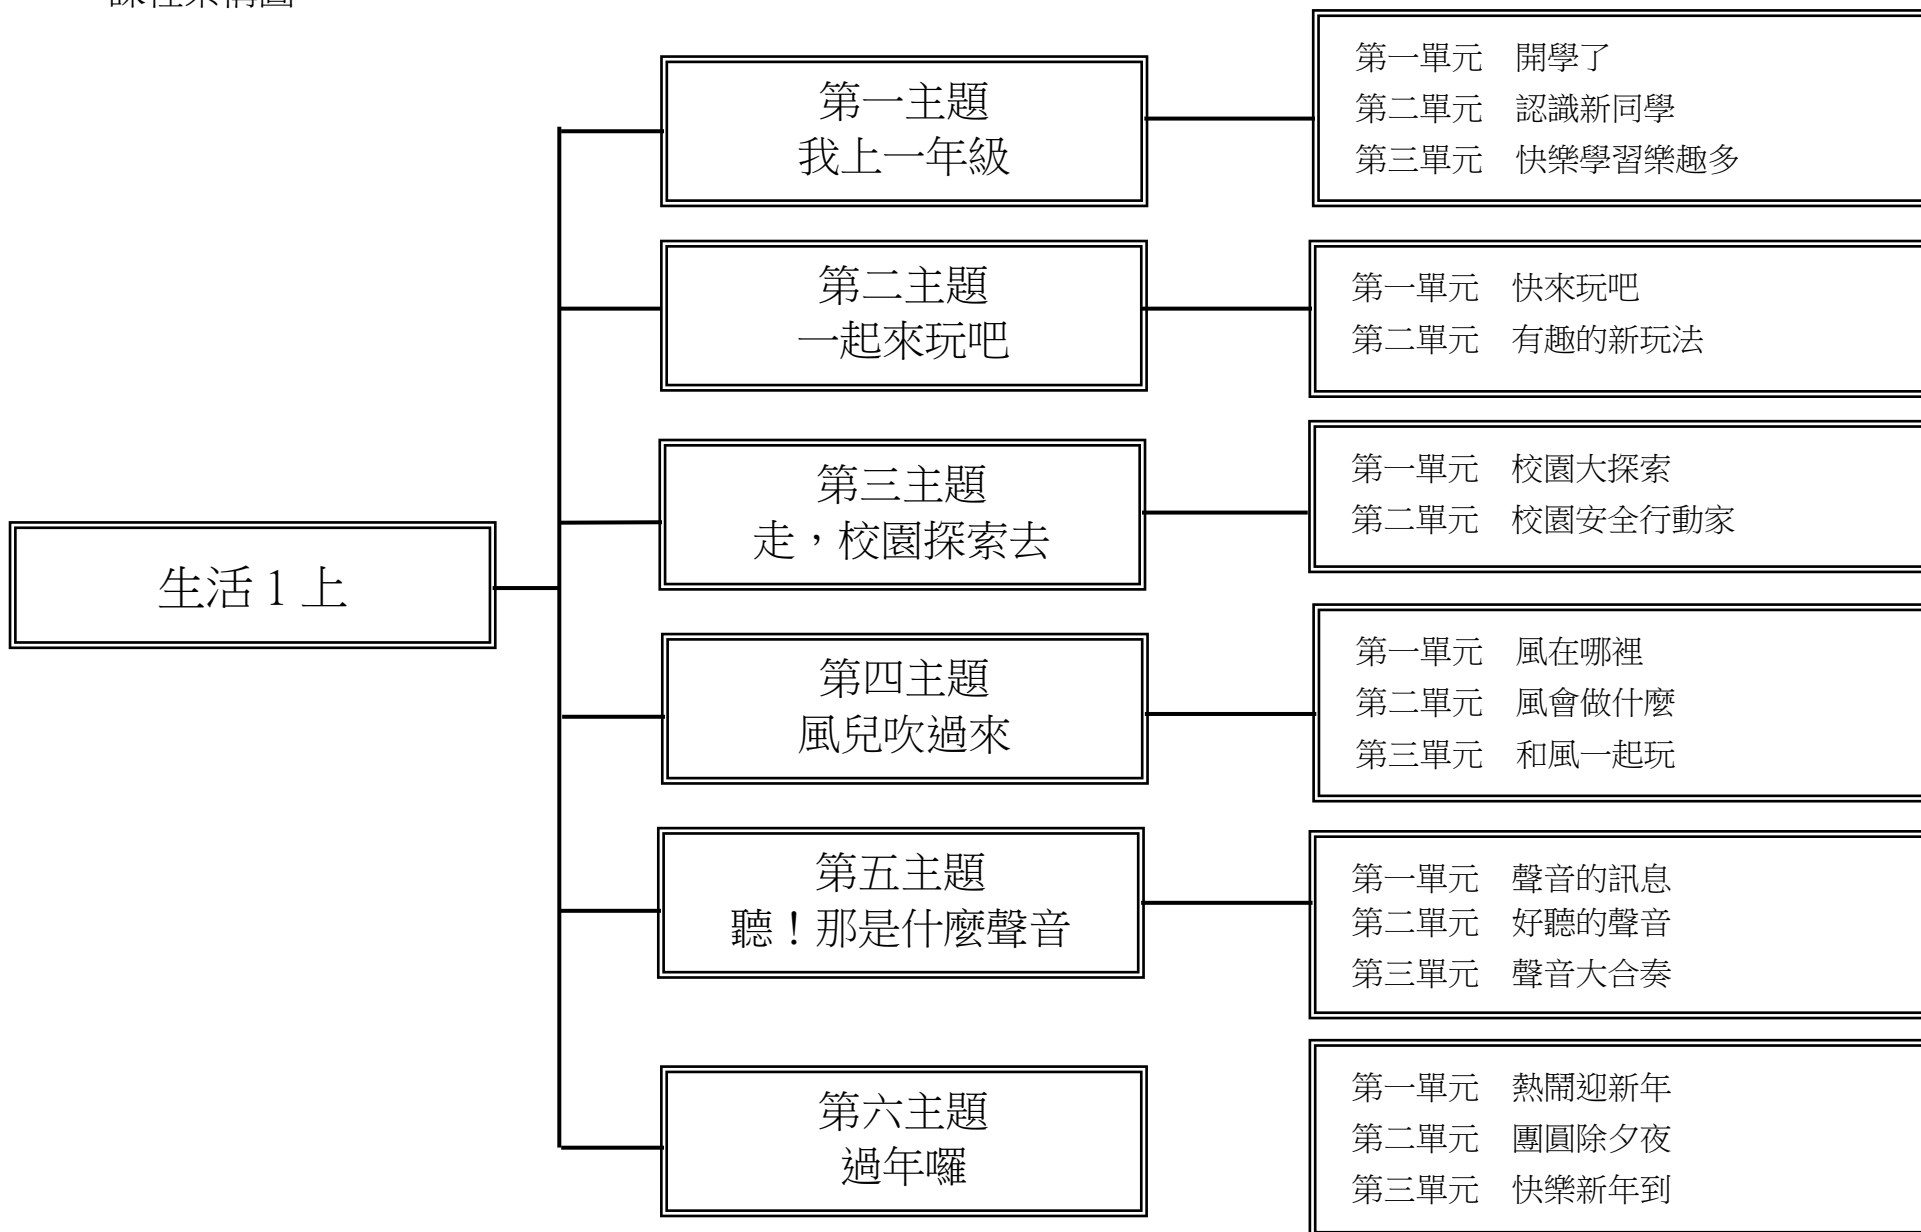 生活 1 上
第一主題
我上一年級
第一單元　開學了
第二單元　認識新同學
第三單元　快樂學習樂趣多
第二主題
一起來玩吧
第一單元　快來玩吧
第二單元　有趣的新玩法
第三主題
走，校園探索去
第一單元　校園大探索
第二單元　校園安全行動家
第四主題
風兒吹過來
第一單元　風在哪裡
第二單元　風會做什麼
第三單元　和風一起玩
第五主題
聽！那是什麼聲音
第一單元　聲音的訊息
第二單元　好聽的聲音
第三單元　聲音大合奏
第六主題
過年囉
第一單元　熱鬧迎新年
第二單元　團圓除夕夜
第三單元　快樂新年到